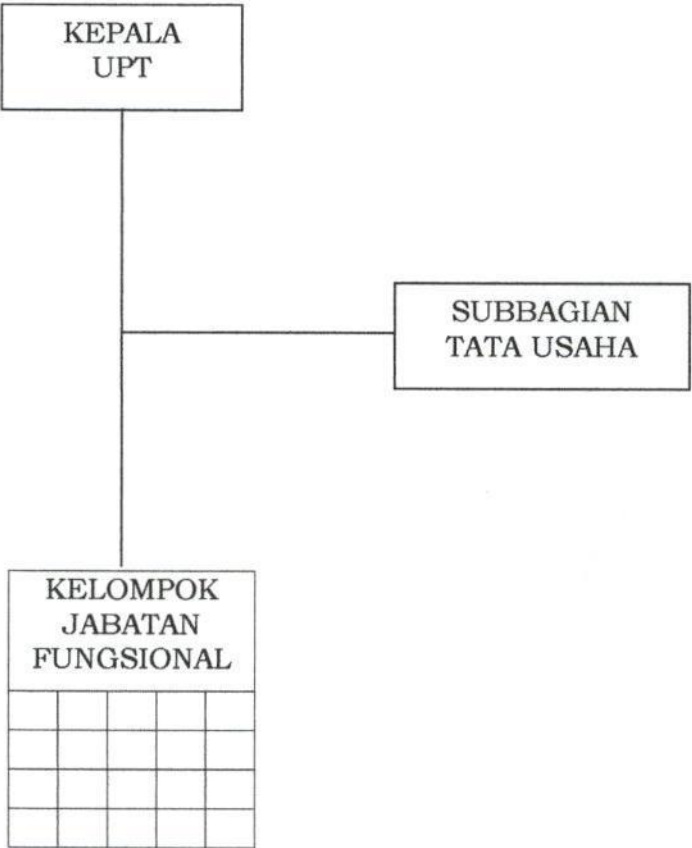 KEPALA
UPT
SUBBAGIAN
TATA USAHA
KELOMPOK
JABATAN
FUNGSIONAL